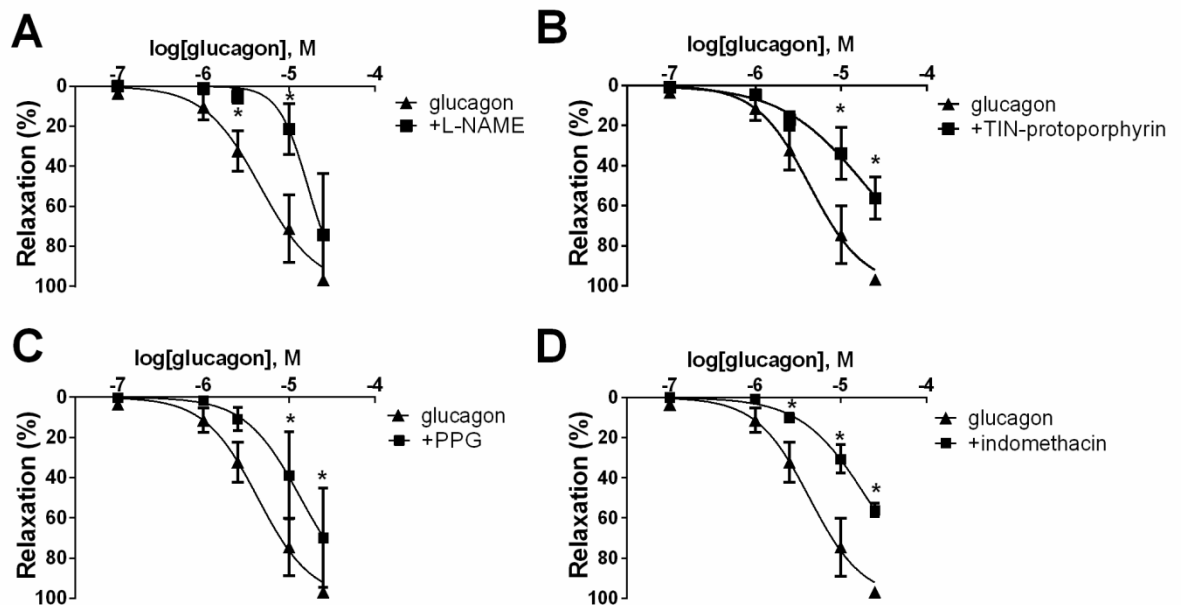 A
log[glucagon], M
-7 -6 -5 -4
0
20
40
60
80
100
Relaxation (%)
* *
glucagon
+L-NAME
B
log[glucagon], M
-7 -6 -5 -4
0
20
40
60
80
100
Relaxation (%)
* *
glucagon
+TIN-protoporphyrin
C
log[glucagon], M
-7 -6 -5 -4
0
20
40
60
80
100
Relaxation (%)
* *
glucagon
+PPG
D
log[glucagon], M
-7 -6 -5 -4
0
20
40
60
80
100
Relaxation (%)
* * *
glucagon
+indomethacin